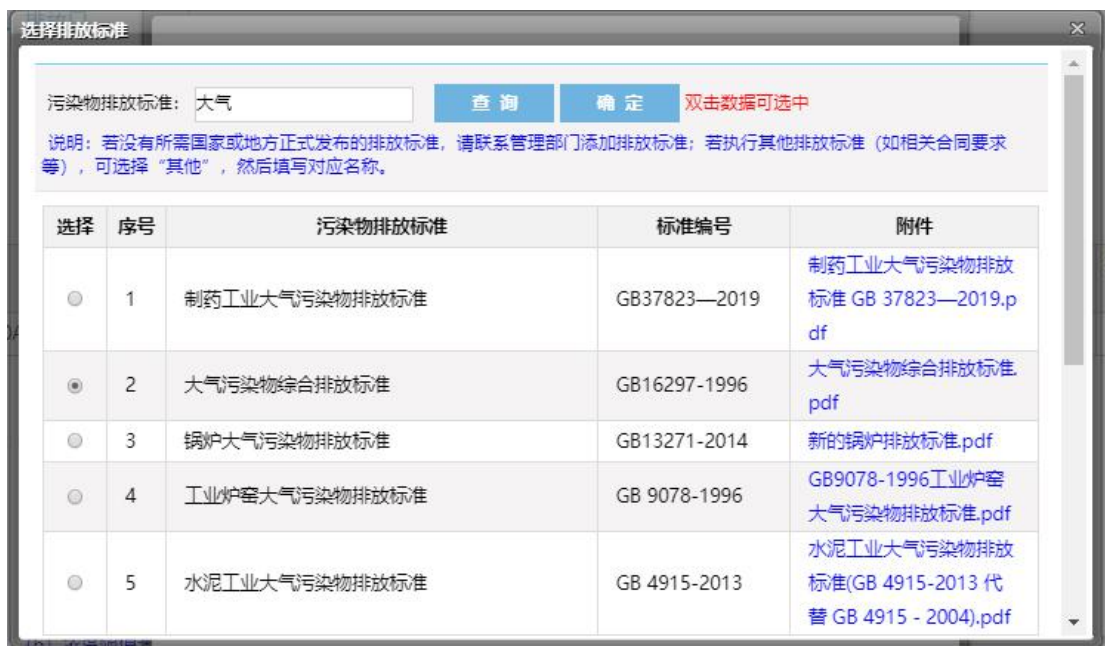 选择排放标准
污染物排放标准： 大气 查 询 确 定 双击数据可选中
说明：若没有所需国家或地方正式发布的排放标准，请联系管理部门添加排放标准；若执行其他排放标准（如相关合同要求
等），可选择“其他”，然后填写对应名称。
选择 序号 污染物排放标准 标准编号 附件
1 制药工业大气污染物排放标准 GB37823—2019 制药工业大气污染物排放
标准 GB 37823—2019.p
df
2 大气污染物综合排放标准 GB16297-1996 大气污染物综合排放标准.
pdf
3 锅炉大气污染物排放标准 GB13271-2014 新的锅炉排放标准.pdf
4 工业炉窑大气污染物排放标准 GB 9078-1996 GB9078-1996工业炉窑
大气污染物排放标准.pdf
5 水泥工业大气污染物排放标准 GB 4915-2013 水泥工业大气污染物排放
标准(GB 4915-2013 代
替 GB 4915 - 2004).pdf